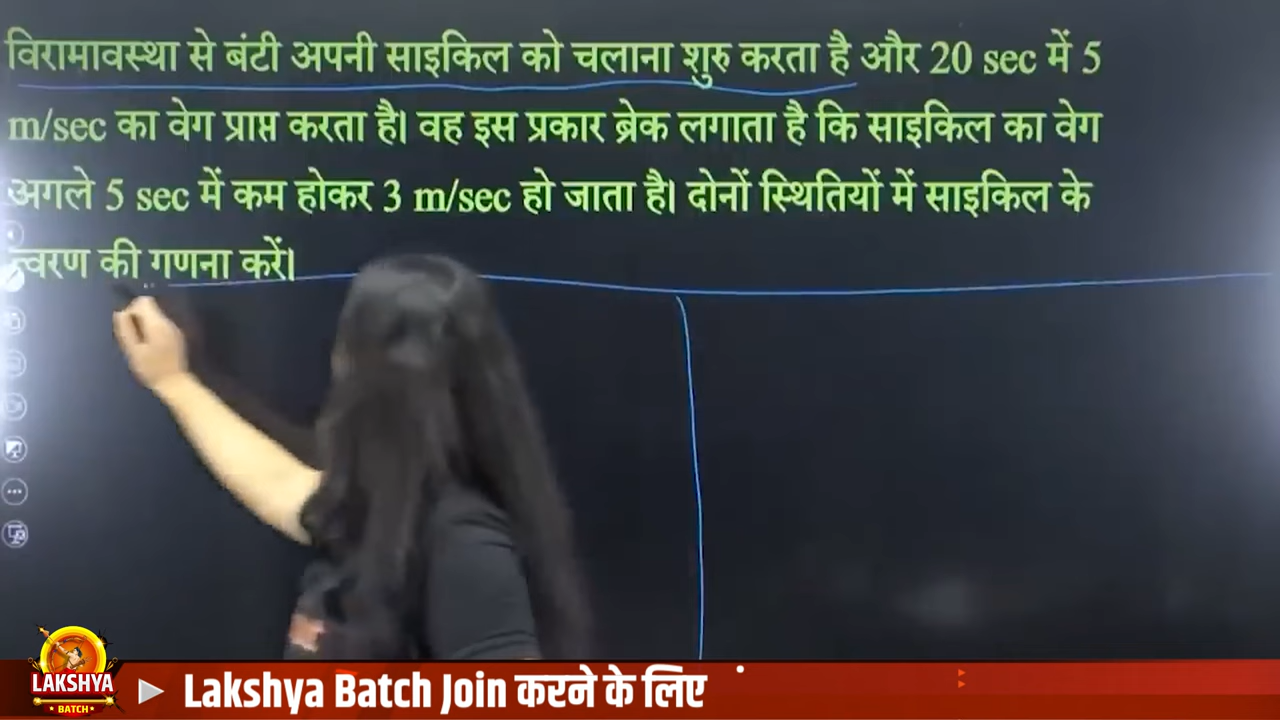 विरामावस्था से बंटी अपनी साइकिल को चलाना शुरु करता है और 20 sec में 5
m/sec का वेग प्राप्त करता है। वह इस प्रकार ब्रेक लगाता है कि साइकिल का वेग
अगले 5 sec में कम होकर 3 m/sec हो जाता है। दोनों स्थितियों में साइकिल के
त्वरण की गणना करें।
LAKSHYA
BATCH
Lakshya Batch Join करने के लिए